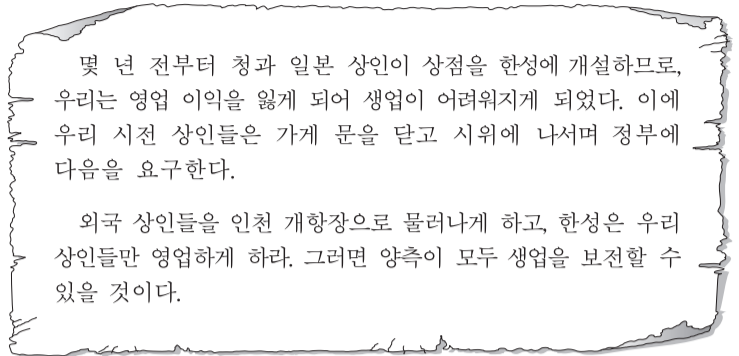 몇 년 전부터 청과 일본 상인이 상점을 한성에 개설하므로,
우리는 영업 이익을 잃게 되어 생업이 어려워지게 되었다. 이에
우리 시전 상인들은 가게 문을 닫고 시위에 나서며 정부에
다음을 요구한다.
외국 상인들을 인천 개항장으로 물러나게 하고, 한성은 우리
상인들만 영업하게 하라. 그러면 양측이 모두 생업을 보전할 수
있을 것이다.